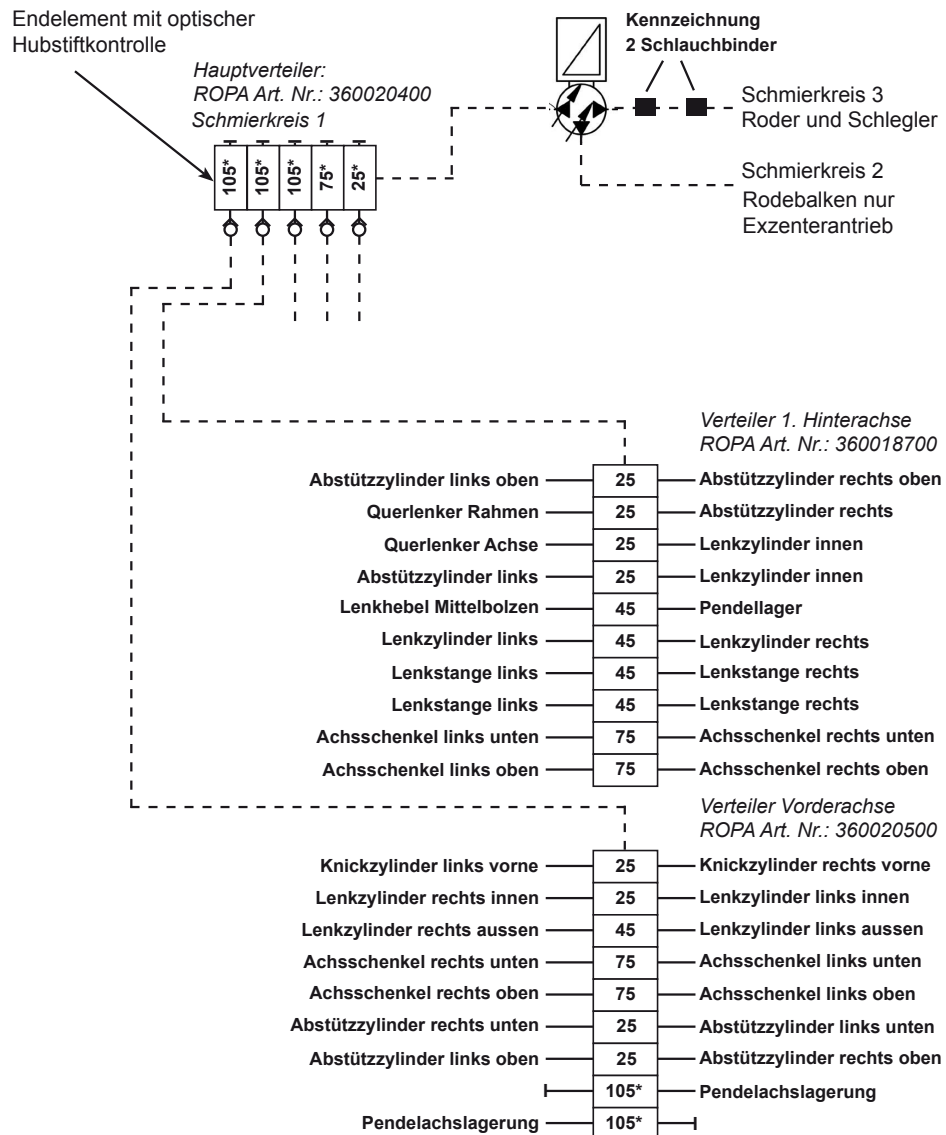 Endelement mit optischer
Hubstiftkontrolle
Hauptverteiler:
ROPA Art. Nr.: 360020400
Schmierkreis 1
105* 105* 105* 75* 25*
Kennzeichnung
2 Schlauchbinder
Schmierkreis 3
Roder und Schlegler
Schmierkreis 2
Rodebalken nur
Exzenterantrieb
Verteiler 1. Hinterachse
ROPA Art. Nr.: 360018700
Abstützzylinder links oben 25 Abstützzylinder rechts oben
Querlenker Rahmen 25 Abstützzylinder rechts
Querlenker Achse 25 Lenkzylinder innen
Abstützzylinder links 25 Lenkzylinder innen
Lenkhebel Mittelbolzen 45 Pendellager
Lenkzylinder links 45 Lenkzylinder rechts
Lenkstange links 45 Lenkstange rechts
Lenkstange links 45 Lenkstange rechts
Achsschenkel links unten 75 Achsschenkel rechts unten
Achsschenkel links oben 75 Achsschenkel rechts oben
Verteiler Vorderachse
ROPA Art. Nr.: 360020500
Knickzylinder links vorne 25 Knickzylinder rechts vorne
Lenkzylinder rechts innen 25 Lenkzylinder links innen
Lenkzylinder rechts aussen 45 Lenkzylinder links aussen
Achsschenkel rechts unten 75 Achsschenkel links unten
Achsschenkel rechts oben 75 Achsschenkel links oben
Abstützzylinder rechts unten 25 Abstützzylinder links unten
Abstützzylinder links oben 25 Abstützzylinder rechts oben
105* Pendelachslagerung
Pendelachslagerung 105*